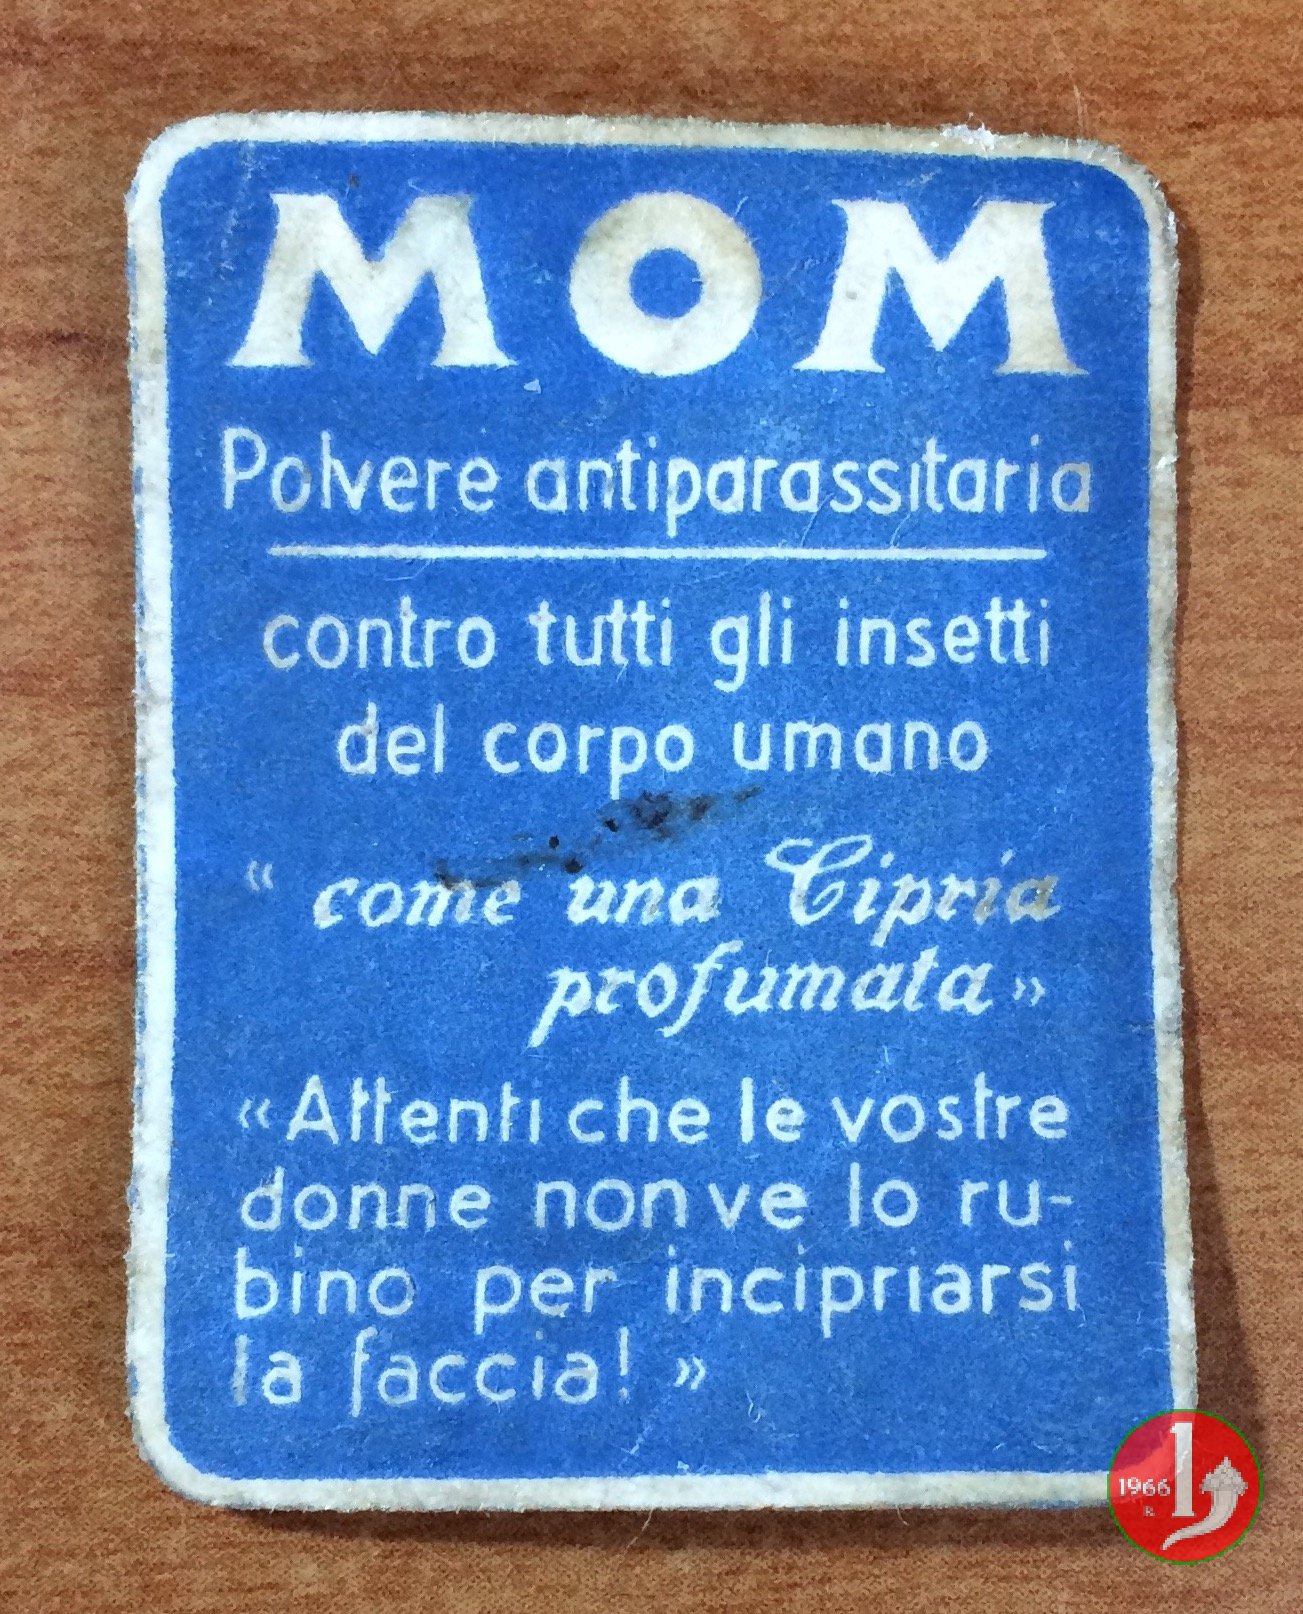 MOM
Polvere antiparassitaria
contro tutti gli insetti
del corpo umano
« come una Cipria
profumata »
«Attenti che le vostre
donne non ve lo ru-
bino per incipriarsi
la faccia! »
1966 1
R